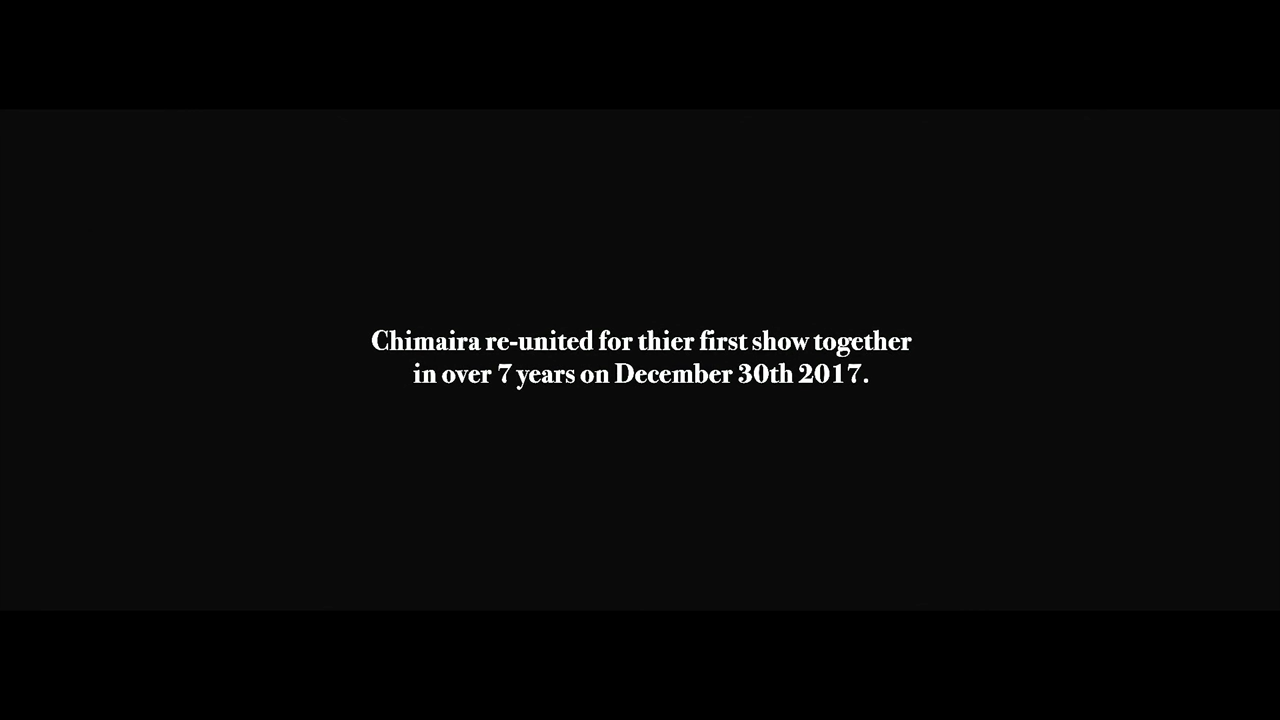 Chimaira re-united for thier first show together
in over 7 years on December 30th 2017.